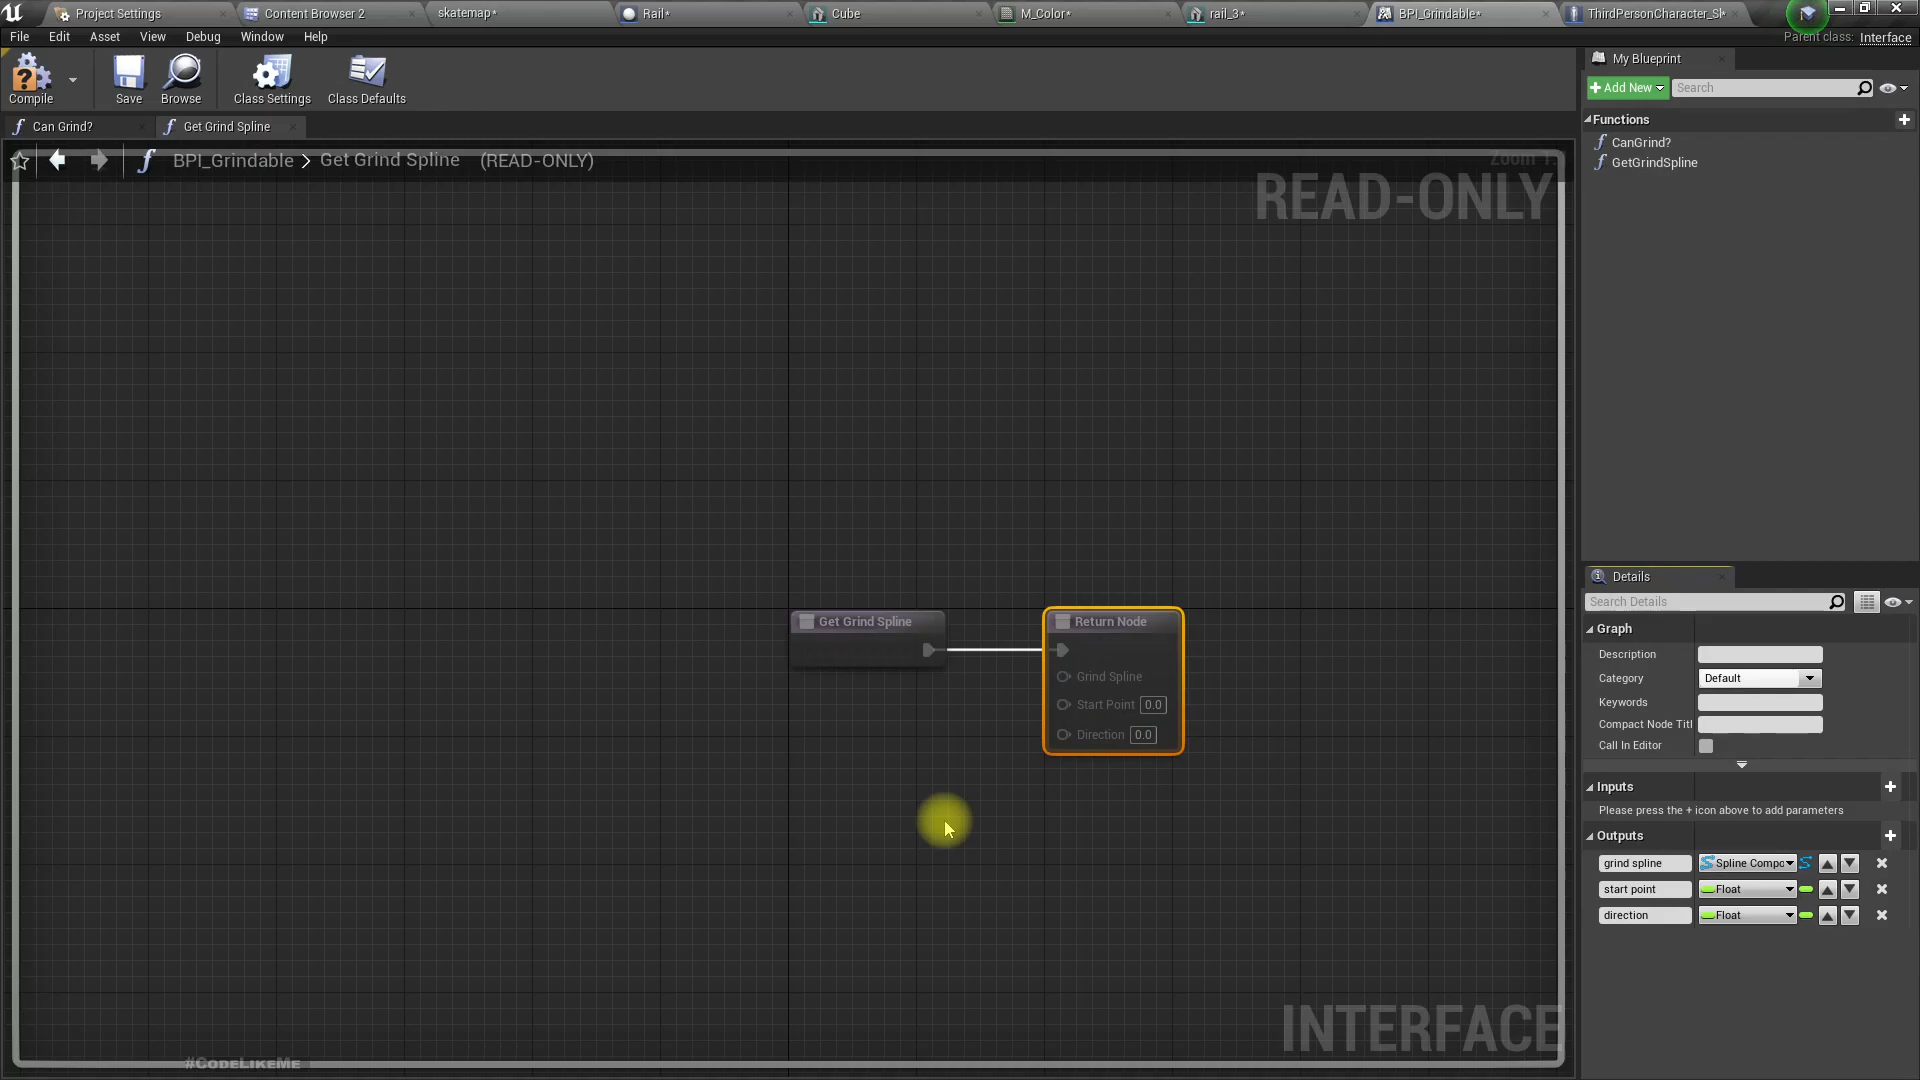 Project Settings
Content Browser 2
skatemap*
Rail*
Cube
M_Color*
rail_3*
BPI_Grindable*
ThirdPersonCharacter_Sl*
File Edit Asset View Debug Window Help
Parent class: Interface
Compile
Save
Browse
Class Settings
Class Defaults
My Blueprint
+ Add New
Search
Can Grind?
Get Grind Spline
Functions
CanGrind?
GetGrindSpline
BPI_Grindable > Get Grind Spline (READ-ONLY)
Zoom 1:1
READ-ONLY
Get Grind Spline
Return Node
Grind Spline
Start Point 0.0
Direction 0.0
Details
Search Details
Graph
Description
Category Default
Keywords
Compact Node Titl
Call In Editor
Inputs
Please press the + icon above to add parameters
Outputs
grind spline Spline Compo
start point Float
direction Float
INTERFACE
#CodeLikeMe